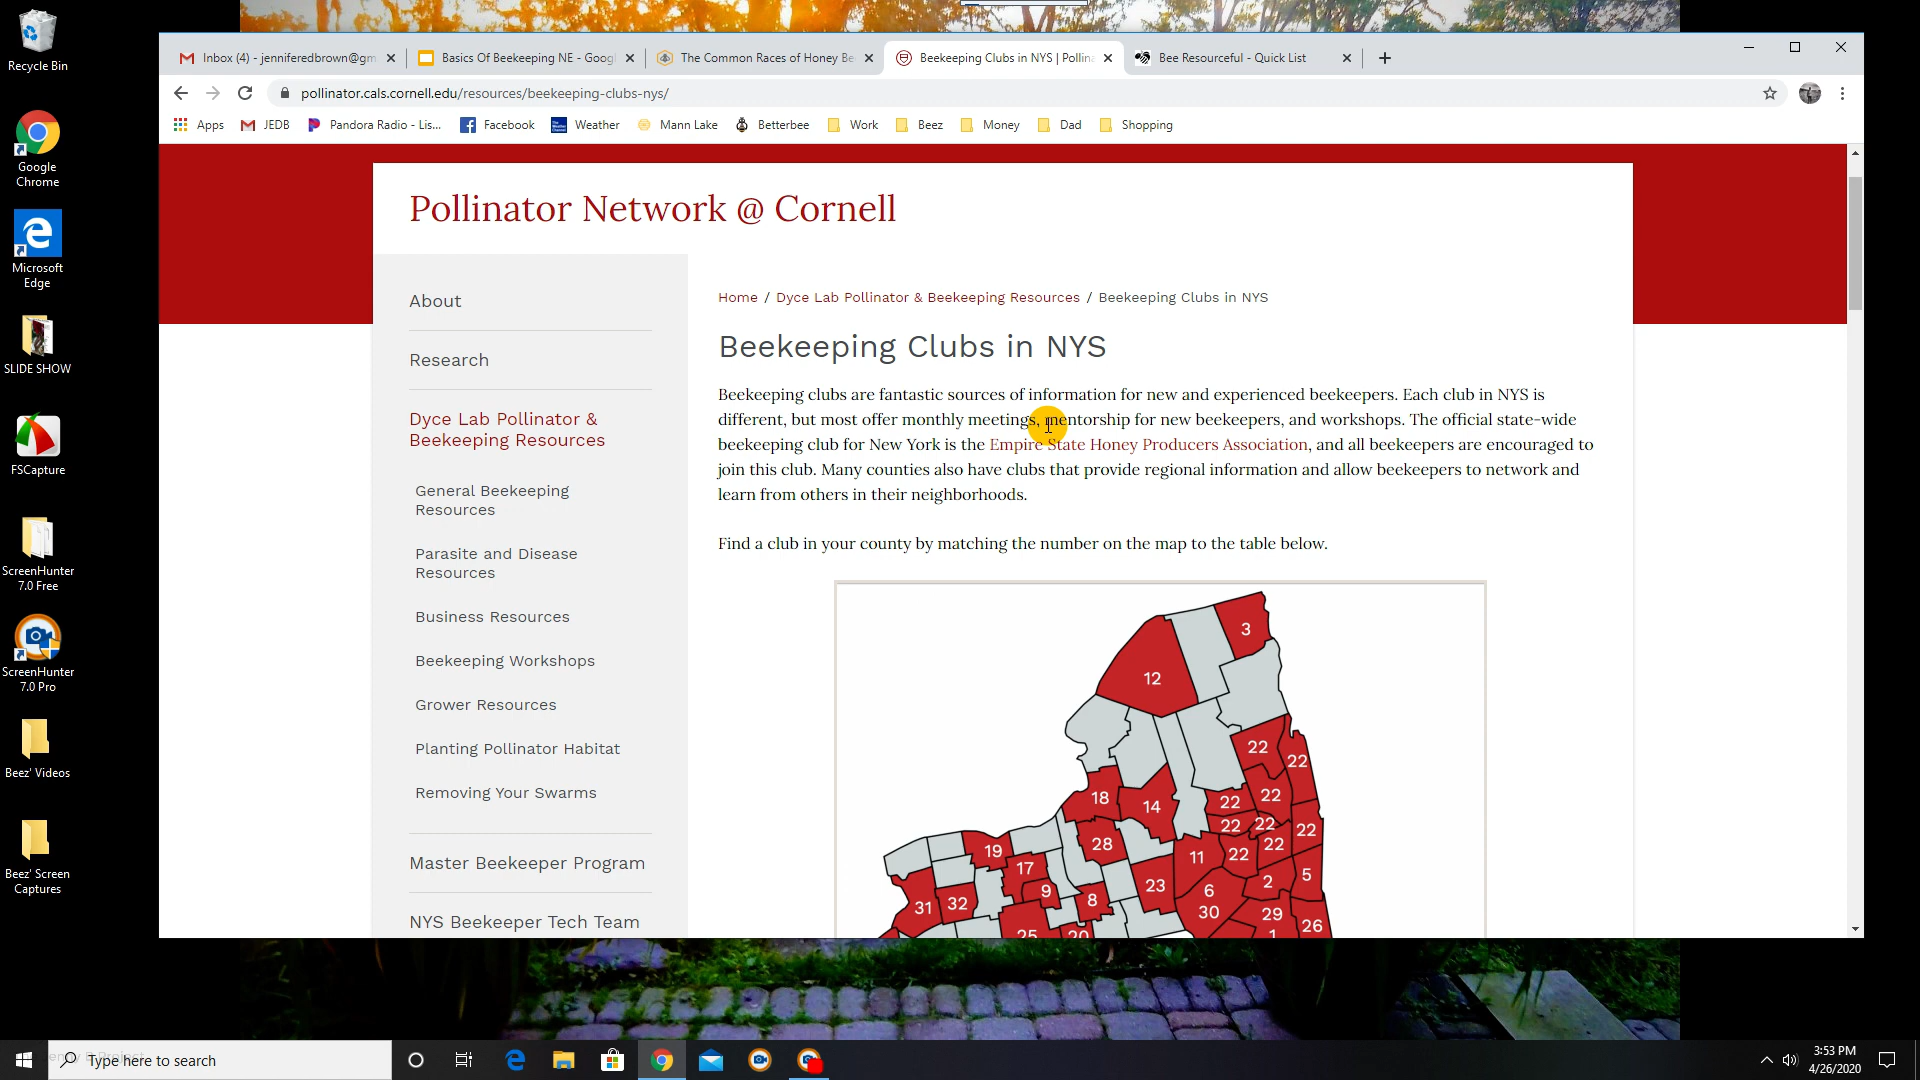 Recycle Bin
Google
Chrome
Microsoft
Edge
SLIDE SHOW
FSCapture
ScreenHunter
7.0 Free
ScreenHunter
7.0 Pro
Beez' Videos
Beez' Screen
Captures
Inbox (4) - jenniferedbrown@gm
Basics Of Beekeeping NE - Googl
The Common Races of Honey Be
Beekeeping Clubs in NYS | Pollina
Bee Resourceful - Quick List
pollinator.cals.cornell.edu/resources/beekeeping-clubs-nys/
Apps
JEDB
Pandora Radio - Lis...
Facebook
Weather
Mann Lake
Betterbee
Work
Beez
Money
Dad
Shopping
Pollinator Network @ Cornell
About
Research
Dyce Lab Pollinator &
Beekeeping Resources
General Beekeeping
Resources
Parasite and Disease
Resources
Business Resources
Beekeeping Workshops
Grower Resources
Planting Pollinator Habitat
Removing Your Swarms
Master Beekeeper Program
NYS Beekeeper Tech Team
Home / Dyce Lab Pollinator & Beekeeping Resources / Beekeeping Clubs in NYS
Beekeeping Clubs in NYS
Beekeeping clubs are fantastic sources of information for new and experienced beekeepers. Each club in NYS is
different, but most offer monthly meetings, mentorship for new beekeepers, and workshops. The official state-wide
beekeeping club for New York is the Empire State Honey Producers Association, and all beekeepers are encouraged to
join this club. Many counties also have clubs that provide regional information and allow beekeepers to network and
learn from others in their neighborhoods.
Find a club in your county by matching the number on the map to the table below.
3
12
22
22
18
14
22
22
22
22
22
28
19
17
11
22
22
31
32
9
8
23
6
30
2
5
25
20
29
1
26
Type here to search
3:53 PM
4/26/2020